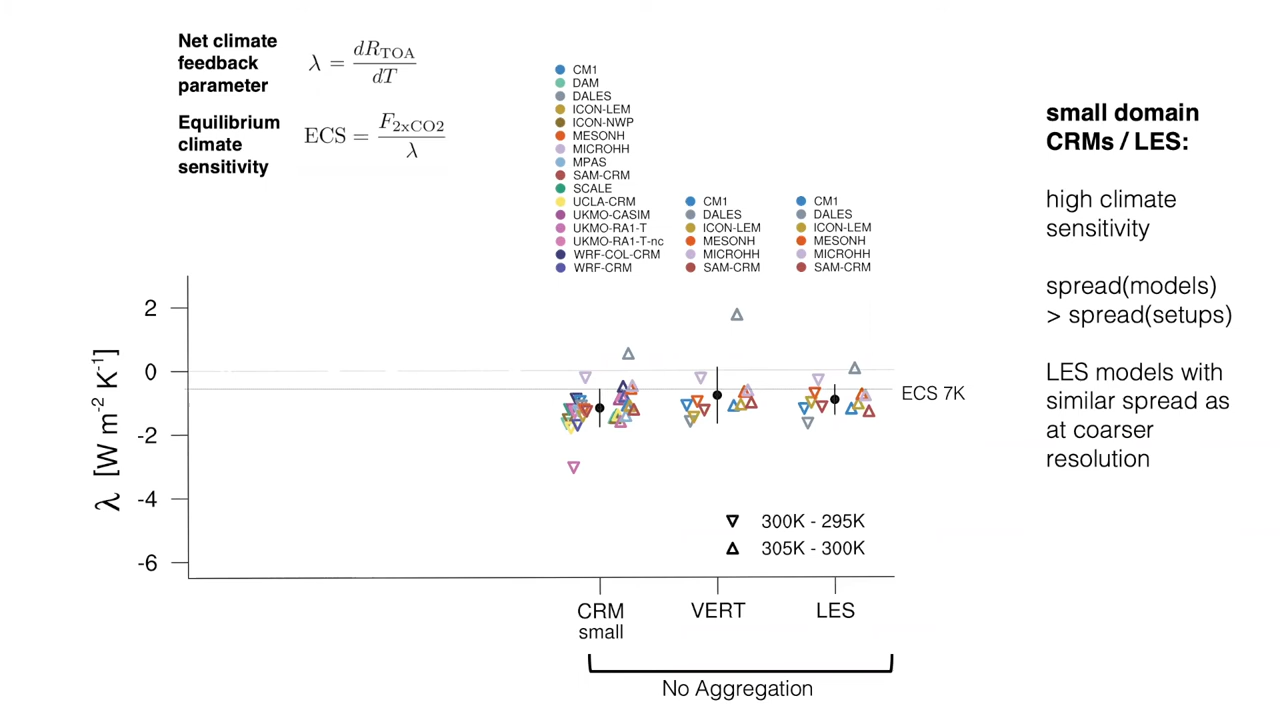 Net climate
feedback
parameter
λ = dR_TOA / dT
Equilibrium
climate
sensitivity
ECS = F_2xCO2 / λ
CM1
DAM
DALES
ICON-LEM
ICON-NWP
MESONH
MICROHH
MPAS
SAM-CRM
SCALE
UCLA-CRM
UKMO-CASIM
UKMO-RA1-T
UKMO-RA1-T-nc
WRF-COL-CRM
WRF-CRM
CM1
DALES
ICON-LEM
MESONH
MICROHH
SAM-CRM
CM1
DALES
ICON-LEM
MESONH
MICROHH
SAM-CRM
small domain
CRMs / LES:
high climate
sensitivity
spread(models)
> spread(setups)
LES models with
similar spread as
at coarser
resolution
λ [W m-2 K-1]
2
0
-2
-4
-6
ECS 7K
300K - 295K
305K - 300K
CRM
small
VERT
LES
No Aggregation